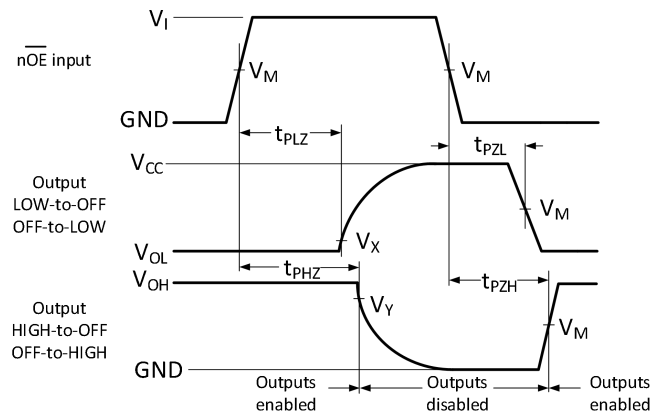 V_I
nO̅E̅ input
V_M
V_M
GND
t_PLZ
t_PZL
V_CC
Output
LOW-to-OFF
OFF-to-LOW
V_M
V_X
V_OL
t_PHZ
t_PZH
V_OH
V_Y
Output
HIGH-to-OFF
OFF-to-HIGH
V_M
GND
Outputs
enabled
Outputs
disabled
Outputs
enabled